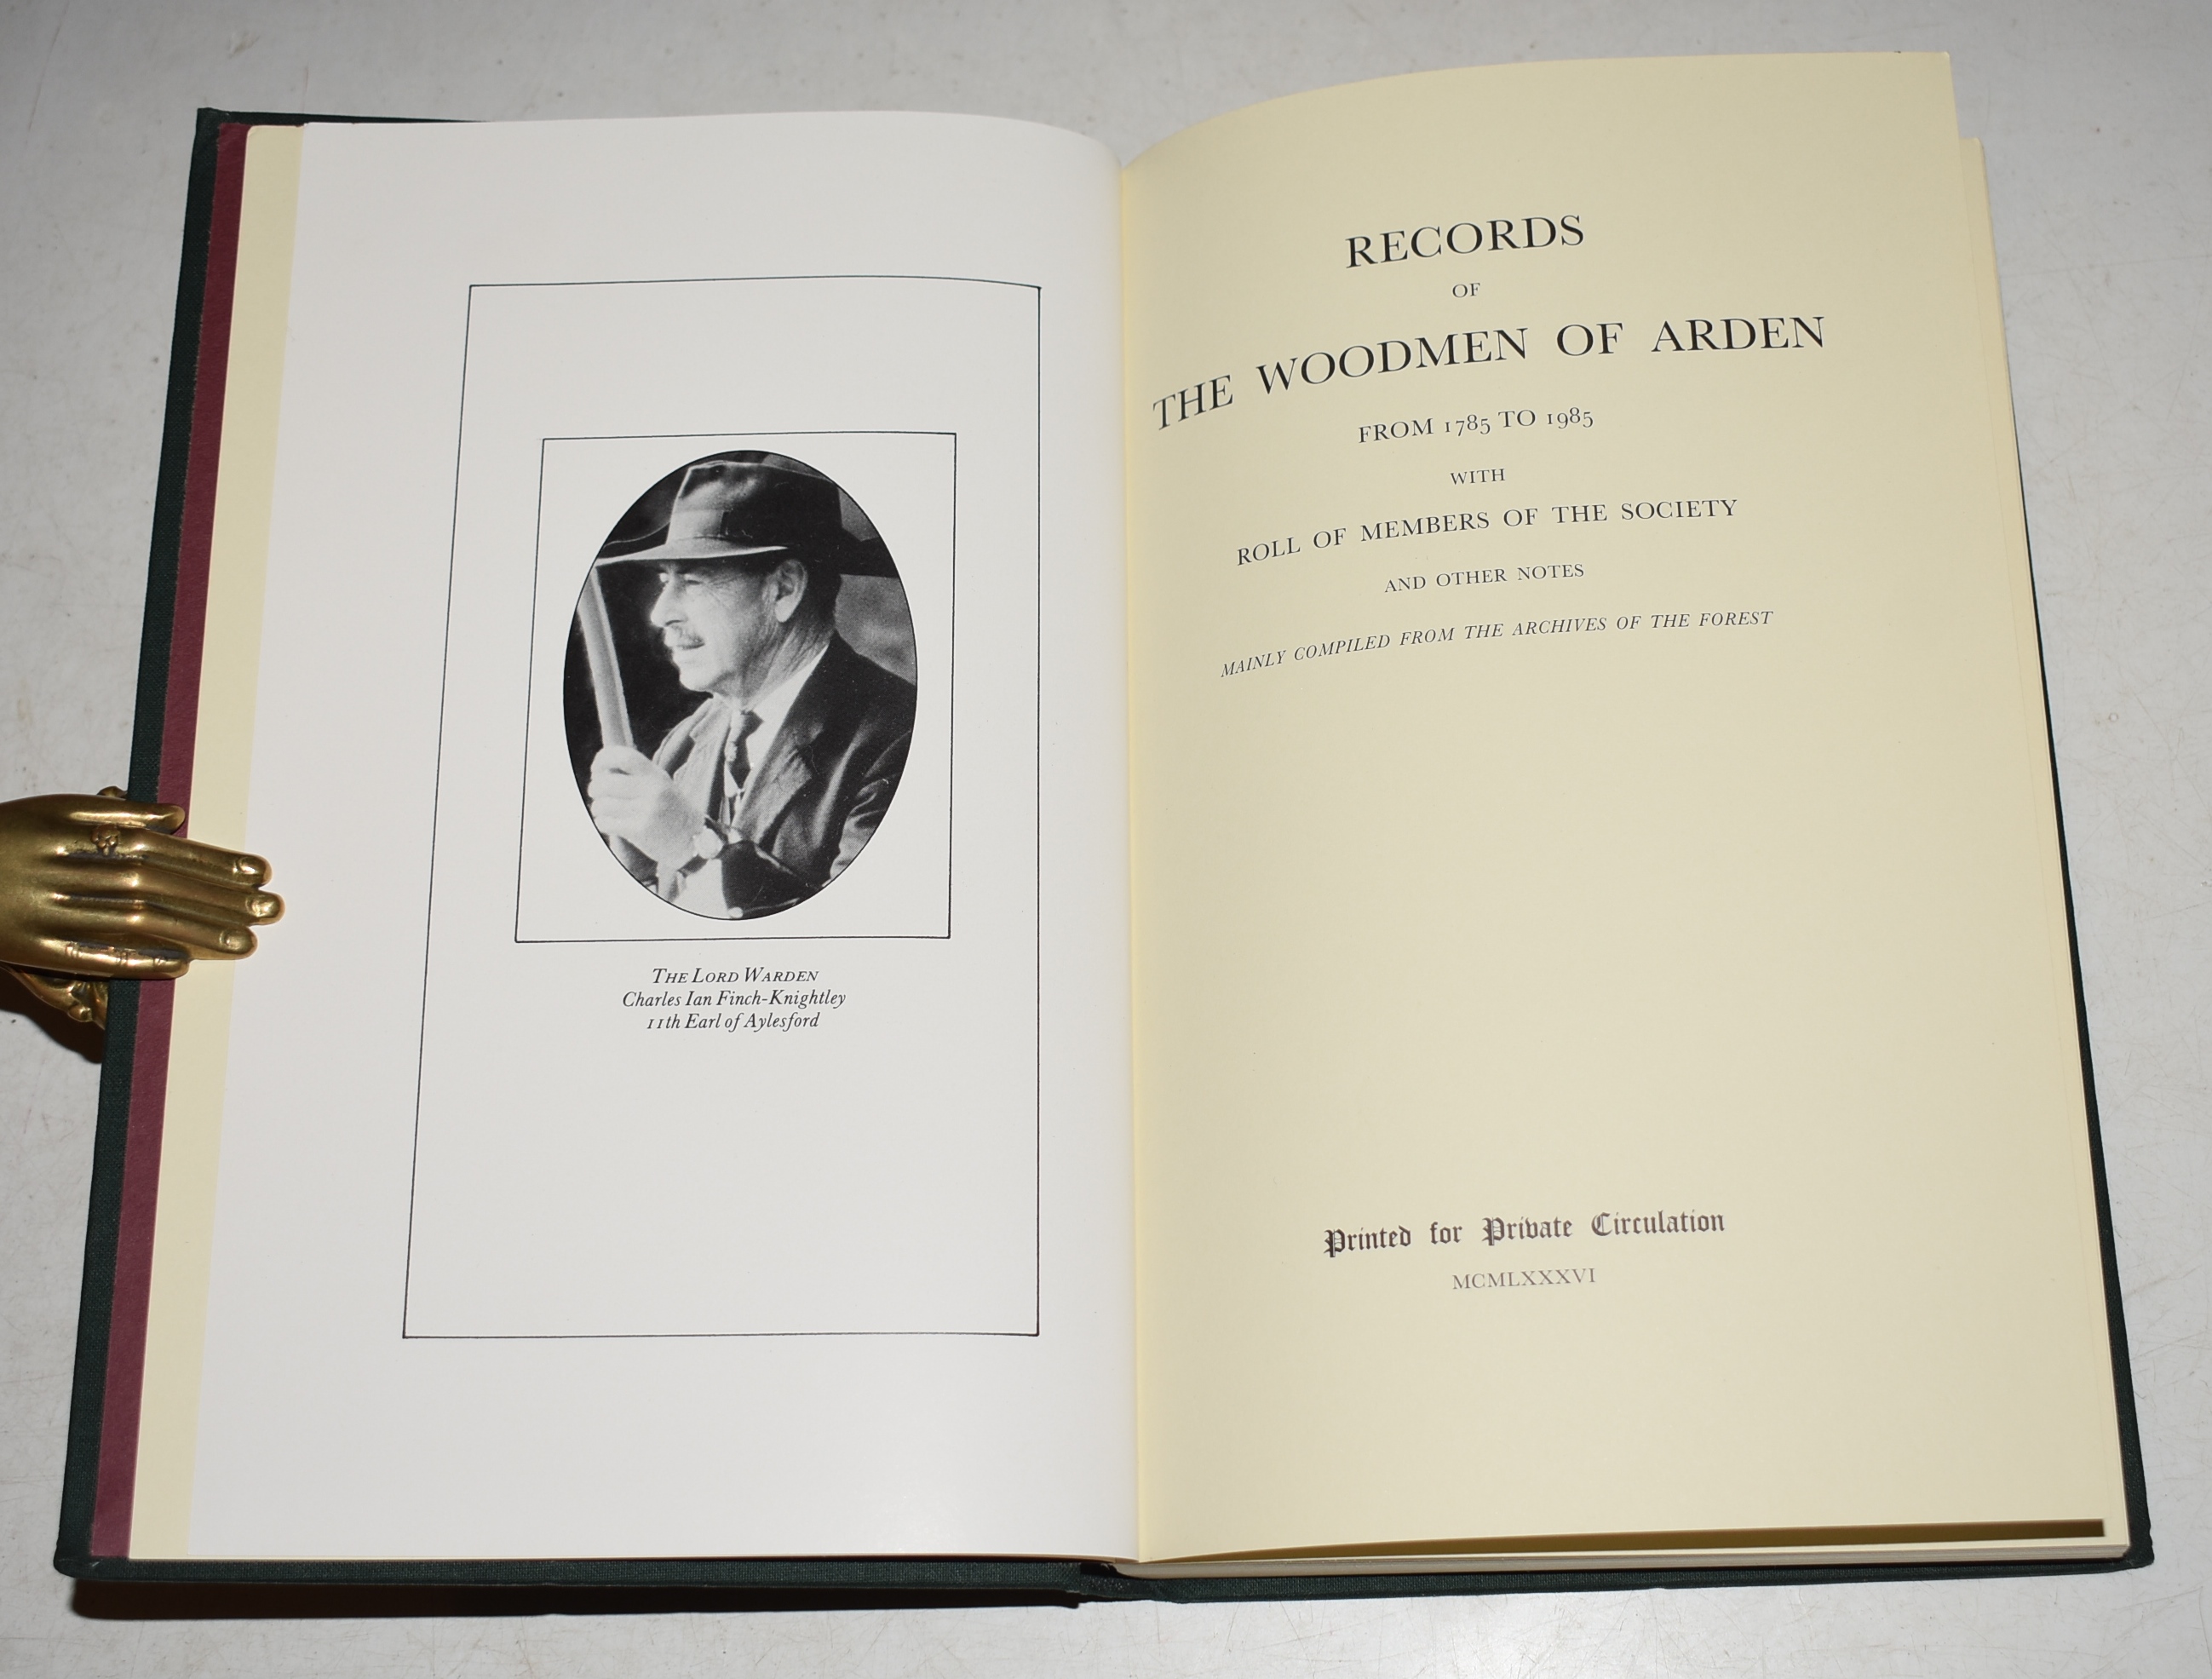 The Lord Warden
Charles Ian Finch-Knightley
11th Earl of Aylesford
RECORDS
OF
THE WOODMEN OF ARDEN
FROM 1785 TO 1985
WITH
ROLL OF MEMBERS OF THE SOCIETY
AND OTHER NOTES
MAINLY COMPILED FROM THE ARCHIVES OF THE FOREST
Printed for Private Circulation
MCMLXXXVI